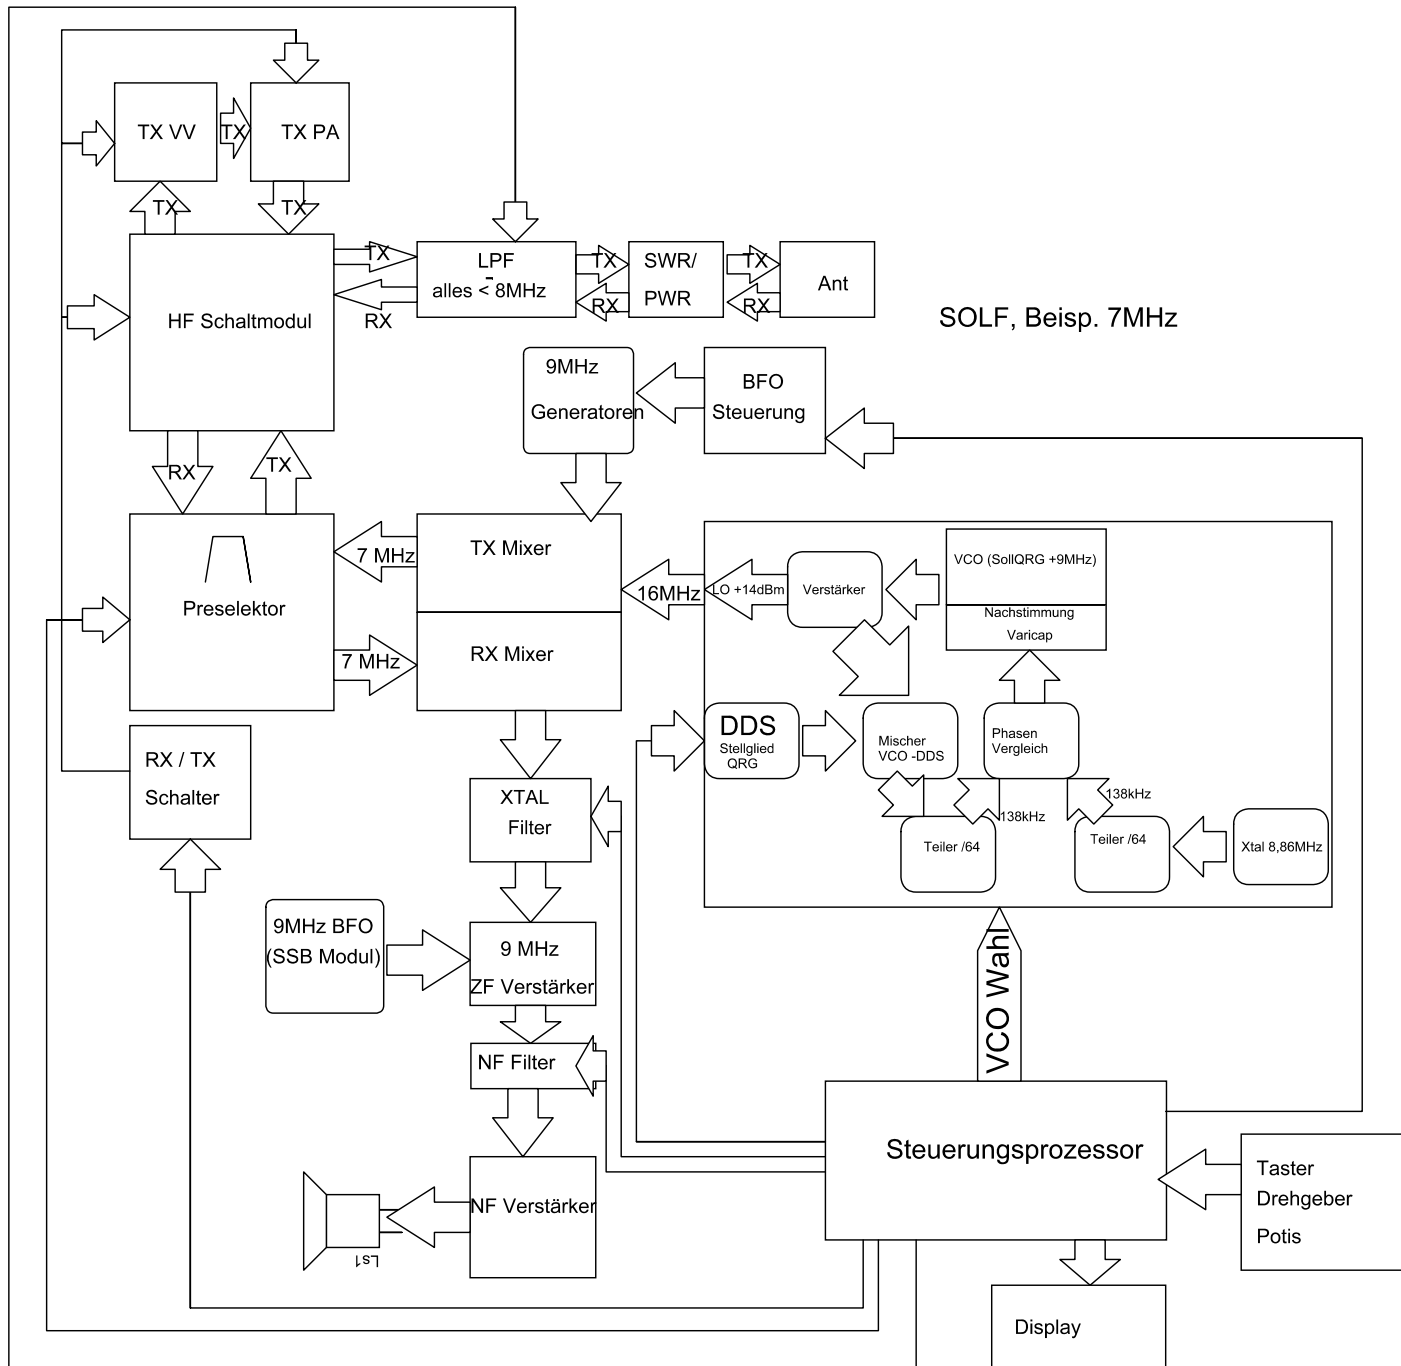 TX VV
TX
TX PA
TX
TX
HF Schaltmodul
TX
RX
LPF
alles < 8MHz
TX
RX
SWR/
PWR
TX
RX
Ant
SOLF, Beisp. 7MHz
9MHz
Generatoren
BFO
Steuerung
RX
TX
Preselektor
7 MHz
7 MHz
TX Mixer
RX Mixer
16MHz
LO +14dBm
Verstärker
VCO (SollQRG +9MHz)
Nachstimmung
Varicap
DDS
Stellglied
QRG
Mischer
VCO -DDS
Phasen
Vergleich
138kHz
138kHz
Teiler /64
Teiler /64
Xtal 8,86MHz
RX / TX
Schalter
XTAL
Filter
9MHz BFO
(SSB Modul)
9 MHz
ZF Verstärker
NF Filter
VCO Wahl
NF Verstärker
Ls1
Steuerungsprozessor
Taster
Drehgeber
Potis
Display